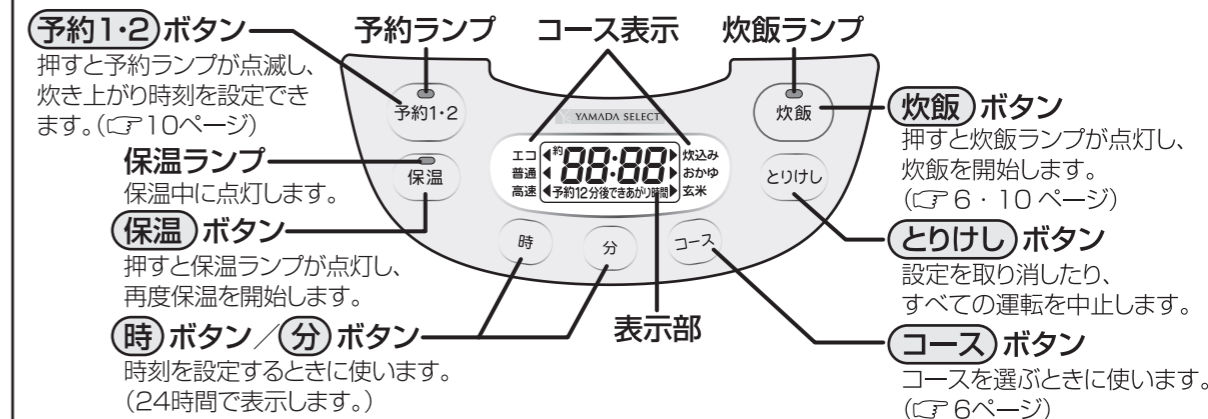 予約1・2ボタン
押すと予約ランプが点滅し、
炊き上がり時刻を設定でき
ます。(☞10ページ)
保温ランプ
保温中に点灯します。
保温ボタン
押すと保温ランプが点灯し、
再度保温を開始します。
時ボタン／分ボタン
時刻を設定するときに使います。
(24時間で表示します。)
予約ランプ
コース表示
炊飯ランプ
予約1・2
YAMADA SELECT
炊飯
保温
エコ
普通
高速
約
88:88
予約12分後できあがり時間
炊込み
おかゆ
玄米
とりけし
時
分
コース
表示部
炊飯ボタン
押すと炊飯ランプが点灯し、
炊飯を開始します。
(☞6・10ページ)
とりけしボタン
設定を取り消したり、
すべての運転を中止します。
コースボタン
コースを選ぶときに使います。
(☞6ページ)